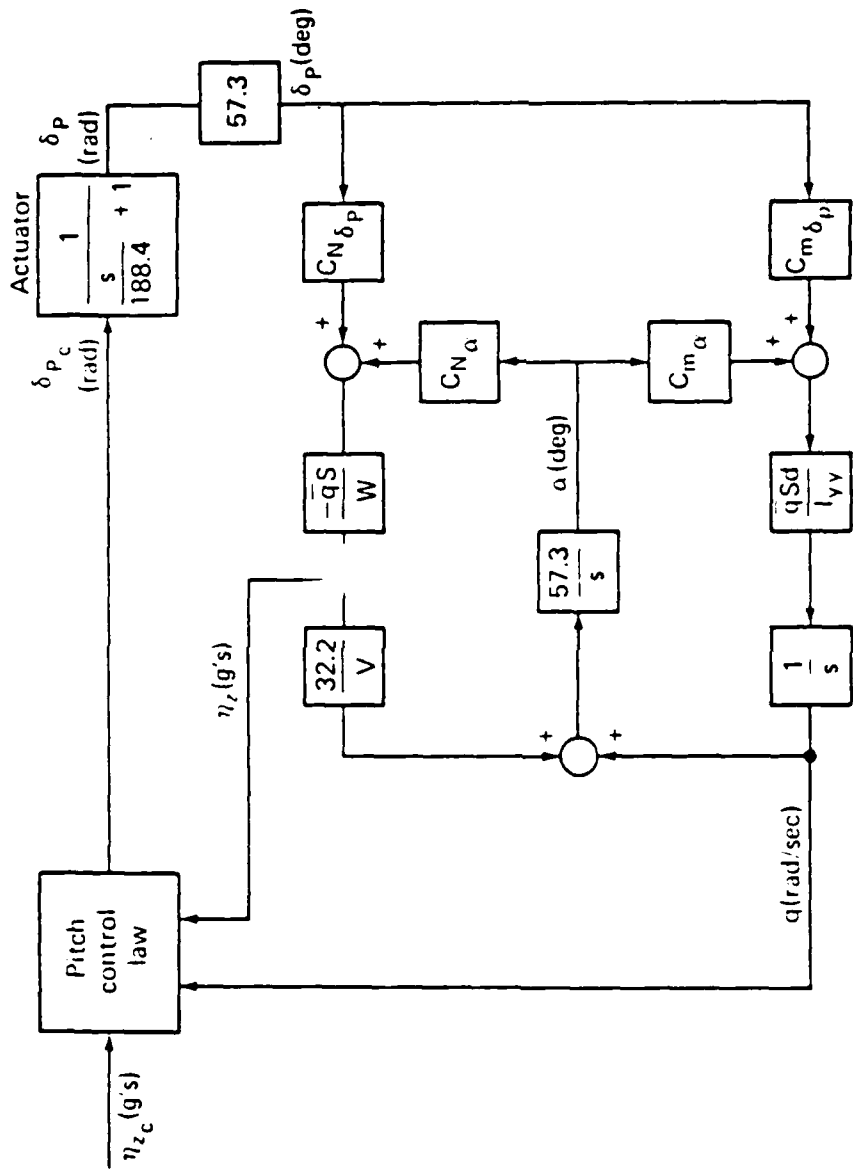 η_zc (g's)
Pitch
control
law
δ_Pc
(rad)
Actuator
1
s
188.4
+ 1
δ_P
(rad)
57.3
δ_P (deg)
η_z (g's)
32.2
V
-q̄S
W
+
+
C_Nδ_P
C_Nα
57.3
s
α (deg)
+
+
C_mα
+
+
C_mδ_p
q(rad/sec)
1
s
q̄Sd
I_yy